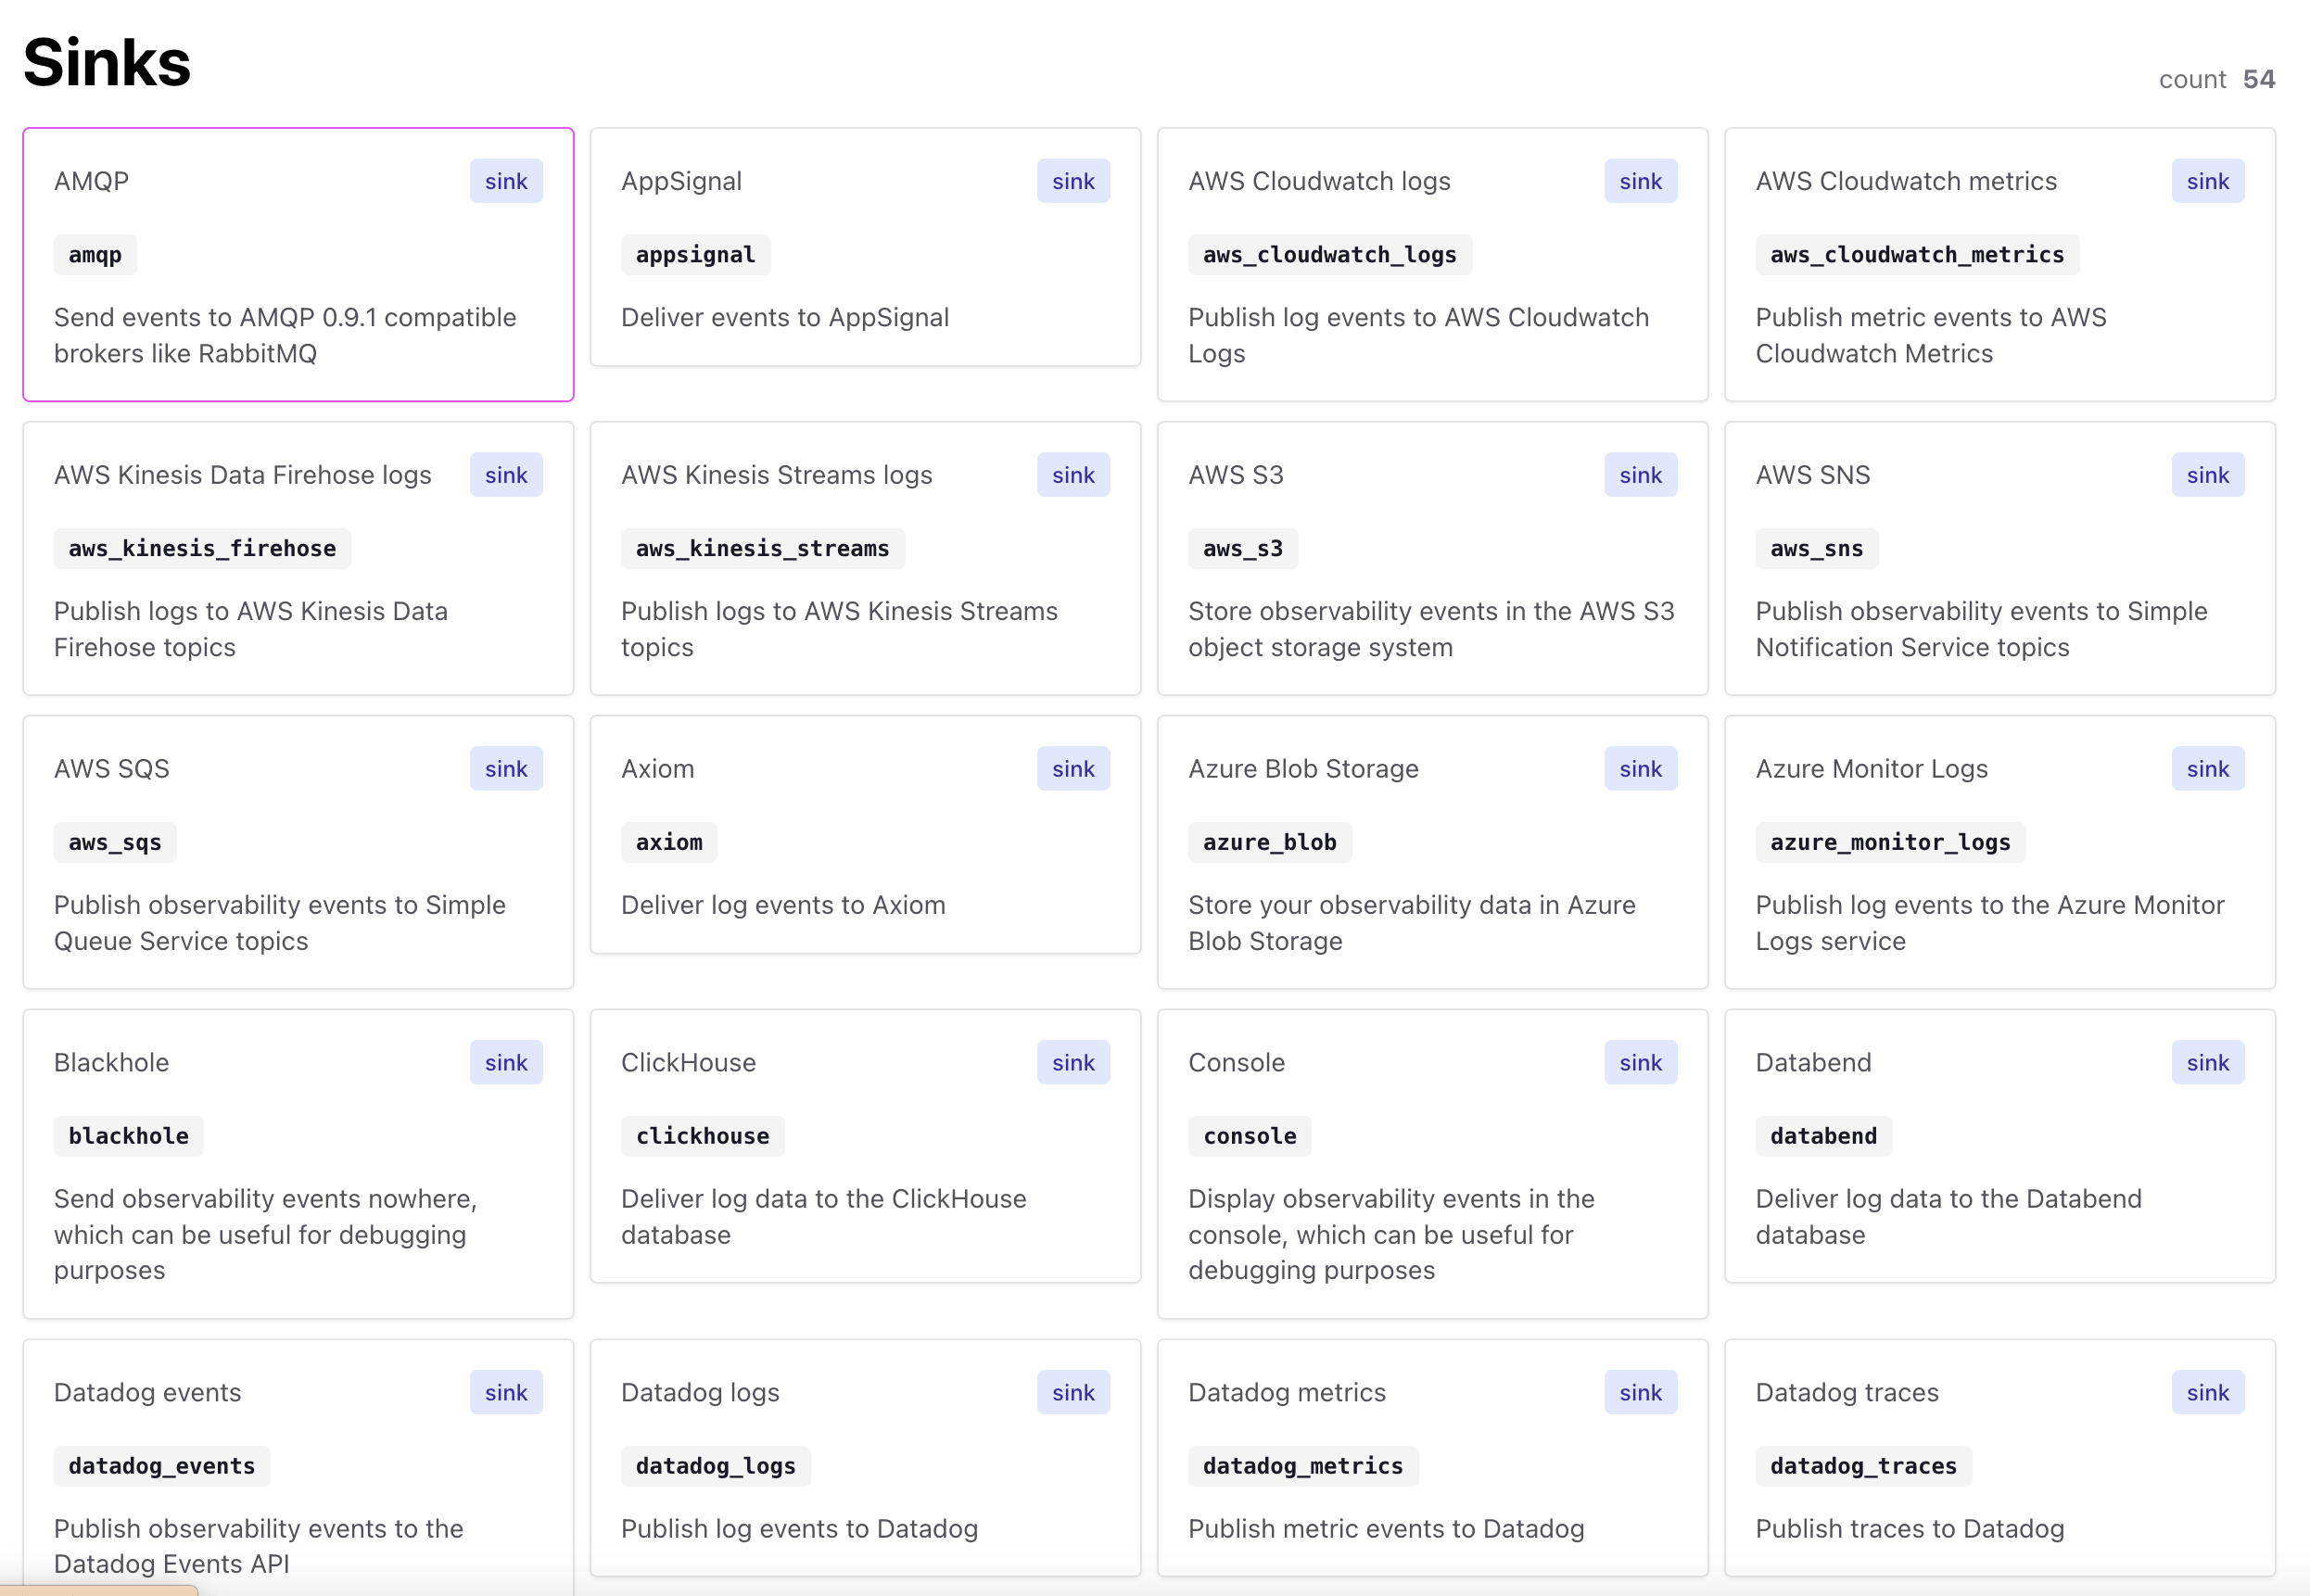 Sinks
count 54
AMQP sink
amqp
Send events to AMQP 0.9.1 compatible
brokers like RabbitMQ
AppSignal sink
appsignal
Deliver events to AppSignal
AWS Cloudwatch logs sink
aws_cloudwatch_logs
Publish log events to AWS Cloudwatch
Logs
AWS Cloudwatch metrics sink
aws_cloudwatch_metrics
Publish metric events to AWS
Cloudwatch Metrics
AWS Kinesis Data Firehose logs sink
aws_kinesis_firehose
Publish logs to AWS Kinesis Data
Firehose topics
AWS Kinesis Streams logs sink
aws_kinesis_streams
Publish logs to AWS Kinesis Streams
topics
AWS S3 sink
aws_s3
Store observability events in the AWS S3
object storage system
AWS SNS sink
aws_sns
Publish observability events to Simple
Notification Service topics
AWS SQS sink
aws_sqs
Publish observability events to Simple
Queue Service topics
Axiom sink
axiom
Deliver log events to Axiom
Azure Blob Storage sink
azure_blob
Store your observability data in Azure
Blob Storage
Azure Monitor Logs sink
azure_monitor_logs
Publish log events to the Azure Monitor
Logs service
Blackhole sink
blackhole
Send observability events nowhere,
which can be useful for debugging
purposes
ClickHouse sink
clickhouse
Deliver log data to the ClickHouse
database
Console sink
console
Display observability events in the
console, which can be useful for
debugging purposes
Databend sink
databend
Deliver log data to the Databend
database
Datadog events sink
datadog_events
Publish observability events to the
Datadog Events API
Datadog logs sink
datadog_logs
Publish log events to Datadog
Datadog metrics sink
datadog_metrics
Publish metric events to Datadog
Datadog traces sink
datadog_traces
Publish traces to Datadog